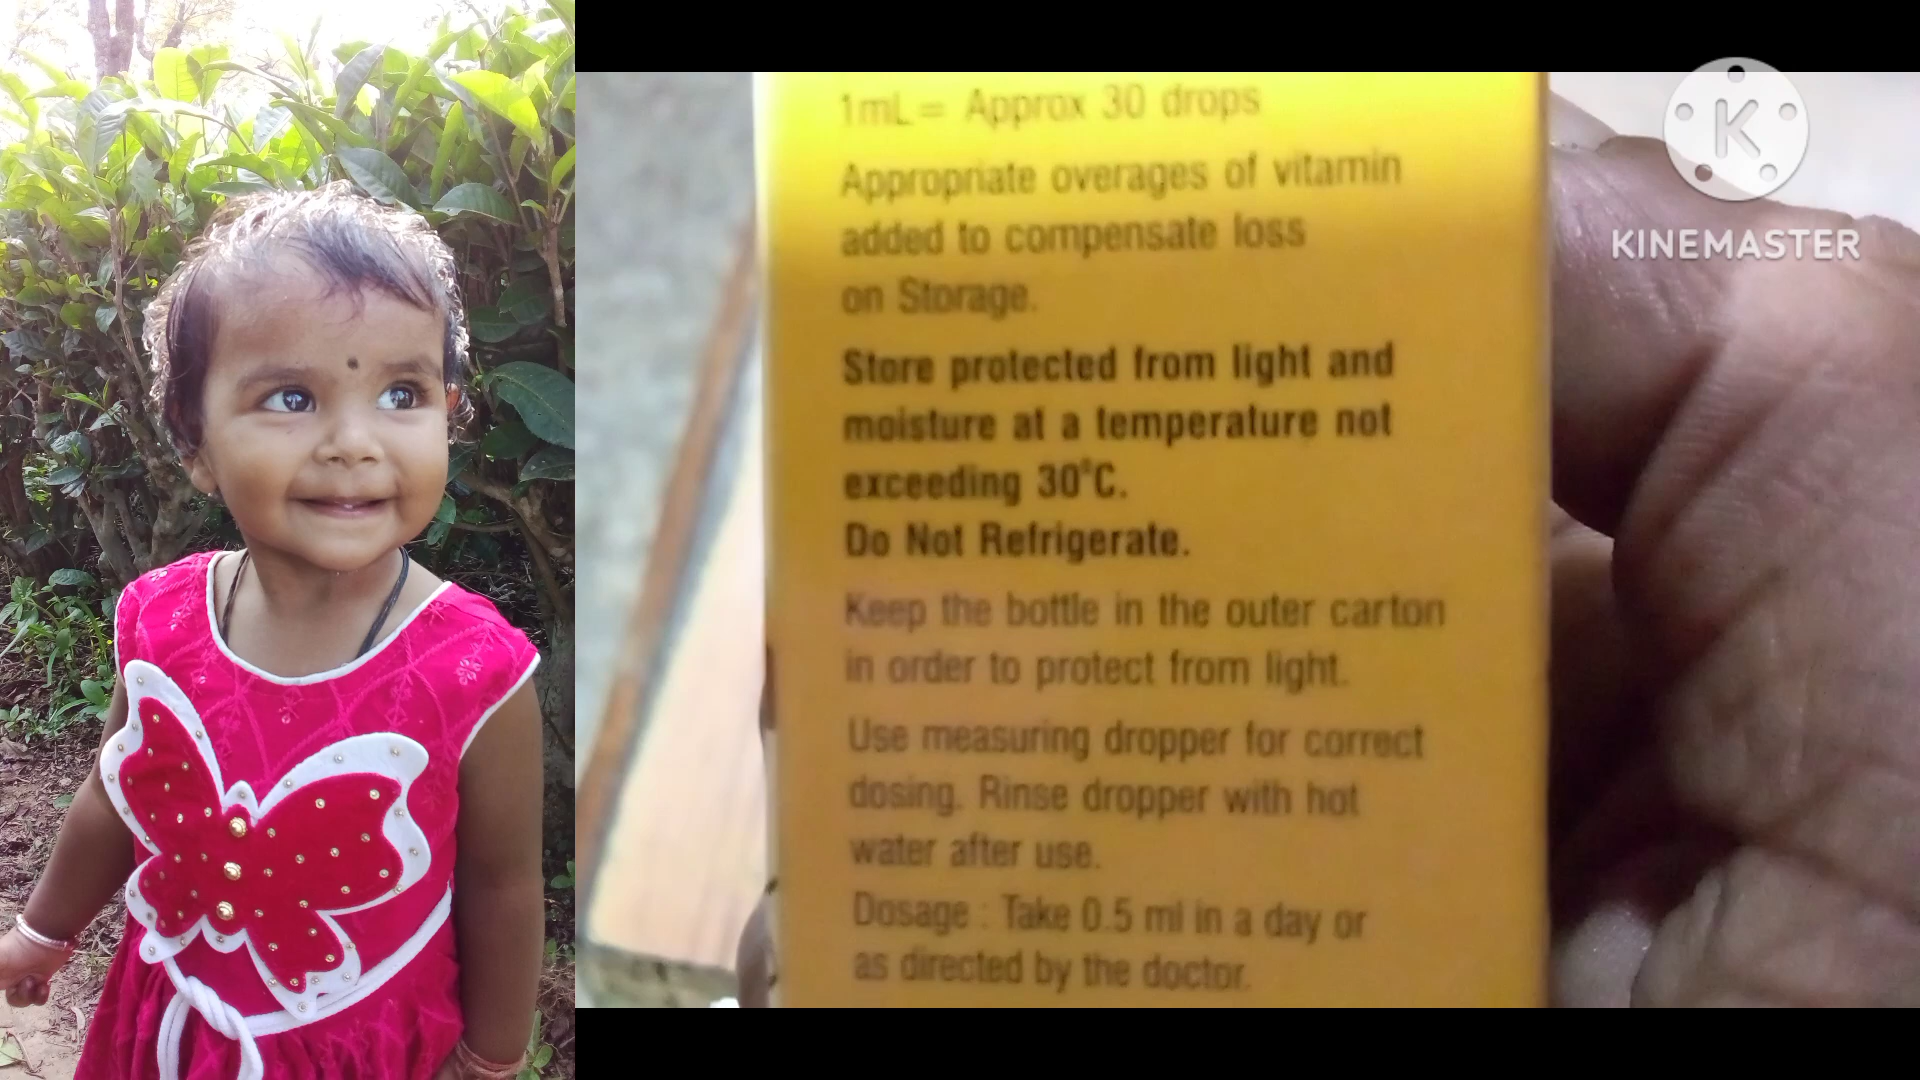 1mL= Approx 30 drops
Appropriate overages of vitamin
added to compensate loss
on Storage.
Store protected from light and
moisture at a temperature not
exceeding 30°C.
Do Not Refrigerate.
Keep the bottle in the outer carton
in order to protect from light.
Use measuring dropper for correct
dosing. Rinse dropper with hot
water after use.
Dosage : Take 0.5 ml in a day or
as directed by the doctor.
K
KINEMASTER